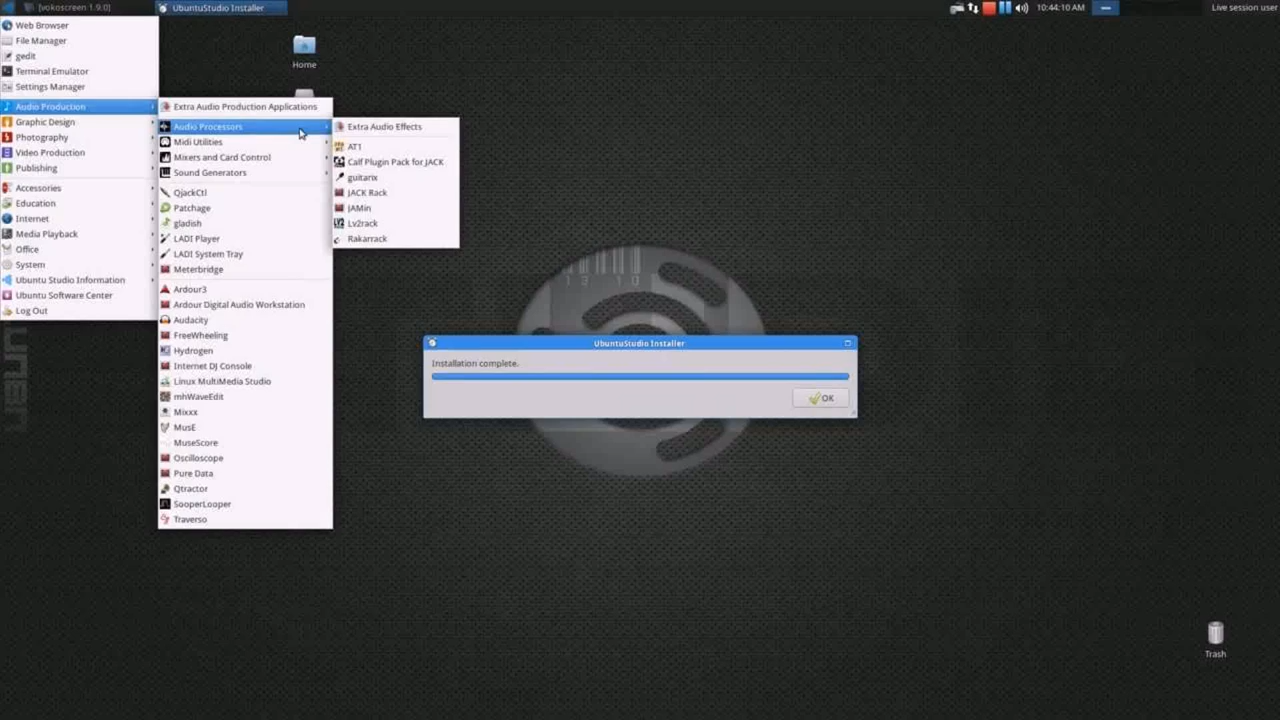 [vokoscreen 1.9.0]
UbuntuStudio Installer
10:44:10 AM
Live session user
Web Browser
File Manager
gedit
Terminal Emulator
Settings Manager
Audio Production
Graphic Design
Photography
Video Production
Publishing
Accessories
Education
Internet
Media Playback
Office
System
Ubuntu Studio Information
Ubuntu Software Center
Log Out
Home
Extra Audio Production Applications
Audio Processors
Midi Utilities
Mixers and Card Control
Sound Generators
QjackCtl
Patchage
gladish
LADI Player
LADI System Tray
Meterbridge
Ardour3
Ardour Digital Audio Workstation
Audacity
FreeWheeling
Hydrogen
Internet DJ Console
Linux MultiMedia Studio
mhWaveEdit
Mixxx
MusE
MuseScore
Oscilloscope
Pure Data
Qtractor
SooperLooper
Traverso
Extra Audio Effects
AT1
Calf Plugin Pack for JACK
guitarix
JACK Rack
JAMin
Lv2rack
Rakarrack
13 10
UbuntuStudio Installer
Installation complete.
OK
Trash